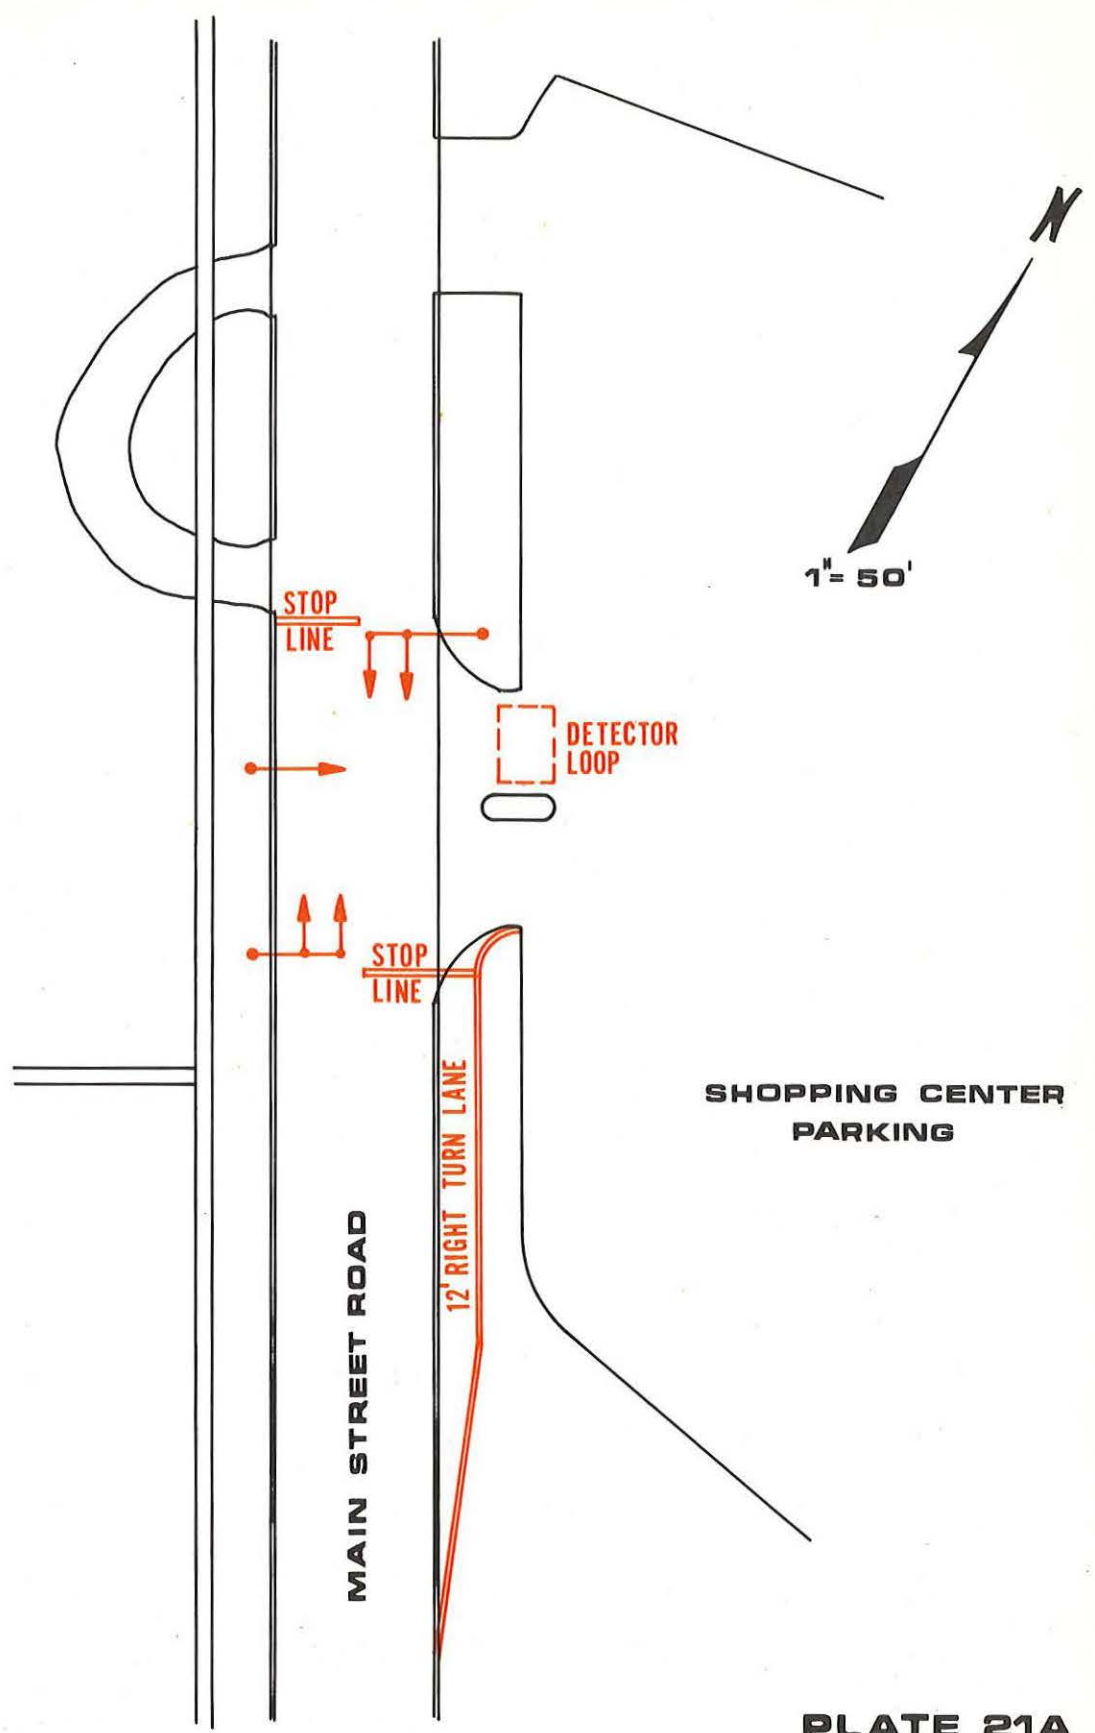 N
1"= 50'
STOP
LINE
DETECTOR
LOOP
STOP
LINE
12' RIGHT TURN LANE
SHOPPING CENTER
PARKING
MAIN STREET ROAD
PLATE 21A